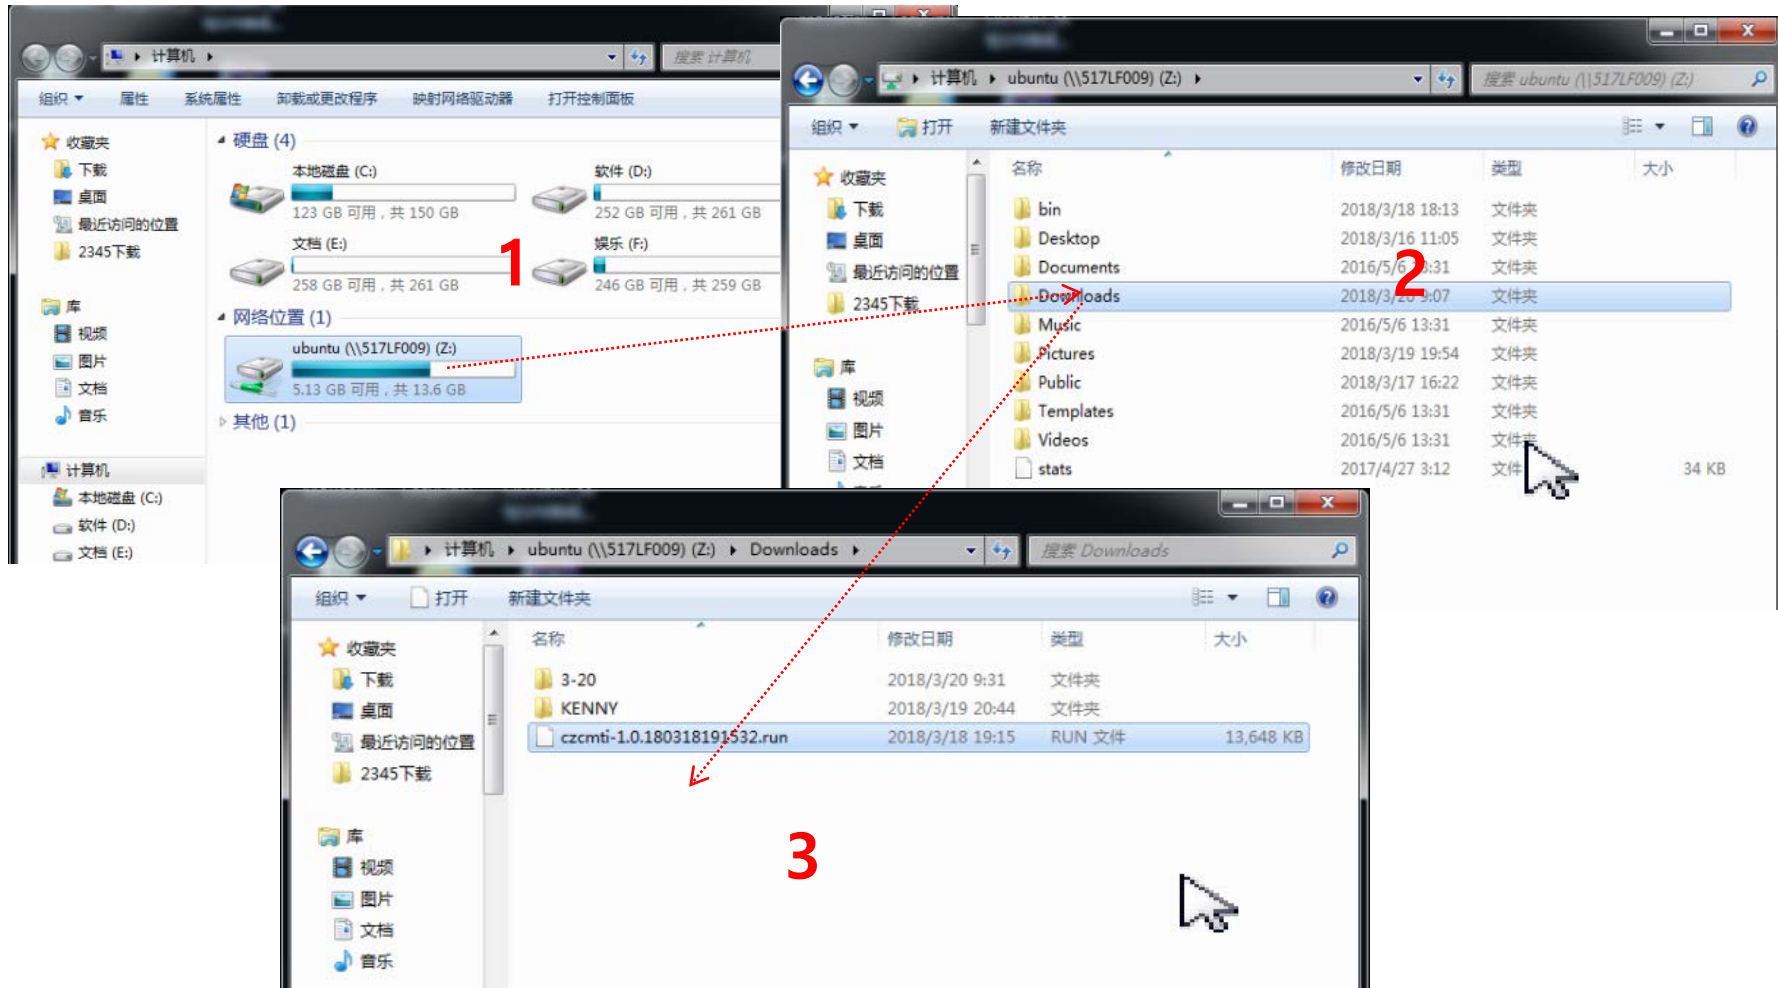 计算机
搜索 计算机
组织 属性 系统属性 卸载或更改程序 映射网络驱动器 打开控制面板
收藏夹
下载
桌面
最近访问的位置
2345下载
库
视频
图片
文档
音乐
计算机
本地磁盘 (C:)
软件 (D:)
文档 (E:)
硬盘 (4)
本地磁盘 (C:)
123 GB 可用 , 共 150 GB
软件 (D:)
252 GB 可用 , 共 261 GB
文档 (E:)
258 GB 可用 , 共 261 GB
娱乐 (F:)
246 GB 可用 , 共 259 GB
网络位置 (1)
ubuntu (\\517LF009) (Z:)
5.13 GB 可用 , 共 13.6 GB
其他 (1)
1
计算机 ubuntu (\\517LF009) (Z:)
搜索 ubuntu (\\517LF009) (Z:)
组织 打开 新建文件夹
收藏夹
下载
桌面
最近访问的位置
2345下载
库
视频
图片
文档
名称 修改日期 类型 大小
bin 2018/3/18 18:13 文件夹
Desktop 2018/3/16 11:05 文件夹
Documents 2016/5/6 13:31 文件夹
Downloads 2018/3/20 9:07 文件夹
Music 2016/5/6 13:31 文件夹
Pictures 2018/3/19 19:54 文件夹
Public 2018/3/17 16:22 文件夹
Templates 2016/5/6 13:31 文件夹
Videos 2016/5/6 13:31 文件夹
stats 2017/4/27 3:12 文件 34 KB
2
计算机 ubuntu (\\517LF009) (Z:) Downloads
搜索 Downloads
组织 打开 新建文件夹
收藏夹
下载
桌面
最近访问的位置
2345下载
库
视频
图片
文档
音乐
名称 修改日期 类型 大小
3-20 2018/3/20 9:31 文件夹
KENNY 2018/3/19 20:44 文件夹
czcmti-1.0.180318191532.run 2018/3/18 19:15 RUN 文件 13,648 KB
3